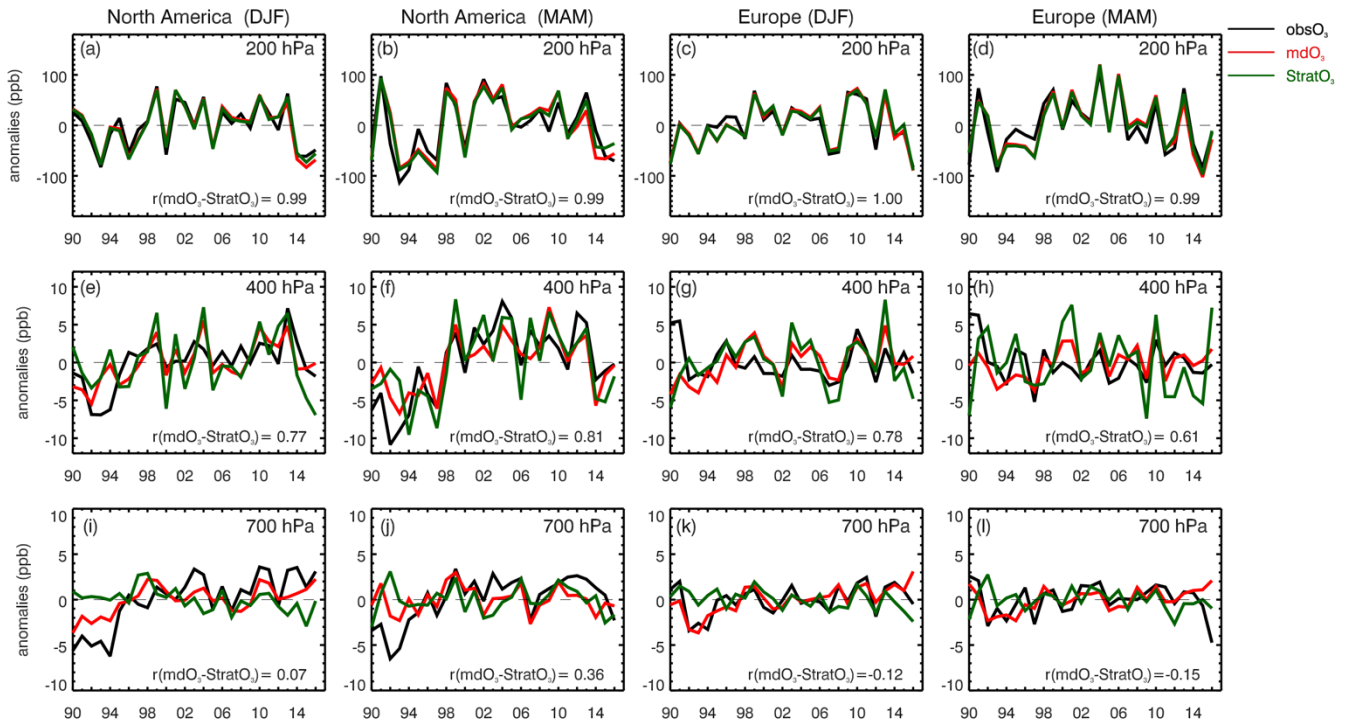 North America (DJF) North America (MAM) Europe (DJF) Europe (MAM)
obsO₃
mdO₃
StratO₃
(a) 200 hPa (b) 200 hPa (c) 200 hPa (d) 200 hPa
anomalies (ppb)
100
0
-100
r(mdO₃-StratO₃)= 0.99 r(mdO₃-StratO₃)= 0.99 r(mdO₃-StratO₃)= 1.00 r(mdO₃-StratO₃)= 0.99
90 94 98 02 06 10 14 90 94 98 02 06 10 14 90 94 98 02 06 10 14 90 94 98 02 06 10 14
(e) 400 hPa (f) 400 hPa (g) 400 hPa (h) 400 hPa
anomalies (ppb)
10
5
0
-5
-10
r(mdO₃-StratO₃)= 0.77 r(mdO₃-StratO₃)= 0.81 r(mdO₃-StratO₃)= 0.78 r(mdO₃-StratO₃)= 0.61
90 94 98 02 06 10 14 90 94 98 02 06 10 14 90 94 98 02 06 10 14 90 94 98 02 06 10 14
(i) 700 hPa (j) 700 hPa (k) 700 hPa (l) 700 hPa
anomalies (ppb)
10
5
0
-5
-10
r(mdO₃-StratO₃)= 0.07 r(mdO₃-StratO₃)= 0.36 r(mdO₃-StratO₃)=-0.12 r(mdO₃-StratO₃)=-0.15
90 94 98 02 06 10 14 90 94 98 02 06 10 14 90 94 98 02 06 10 14 90 94 98 02 06 10 14